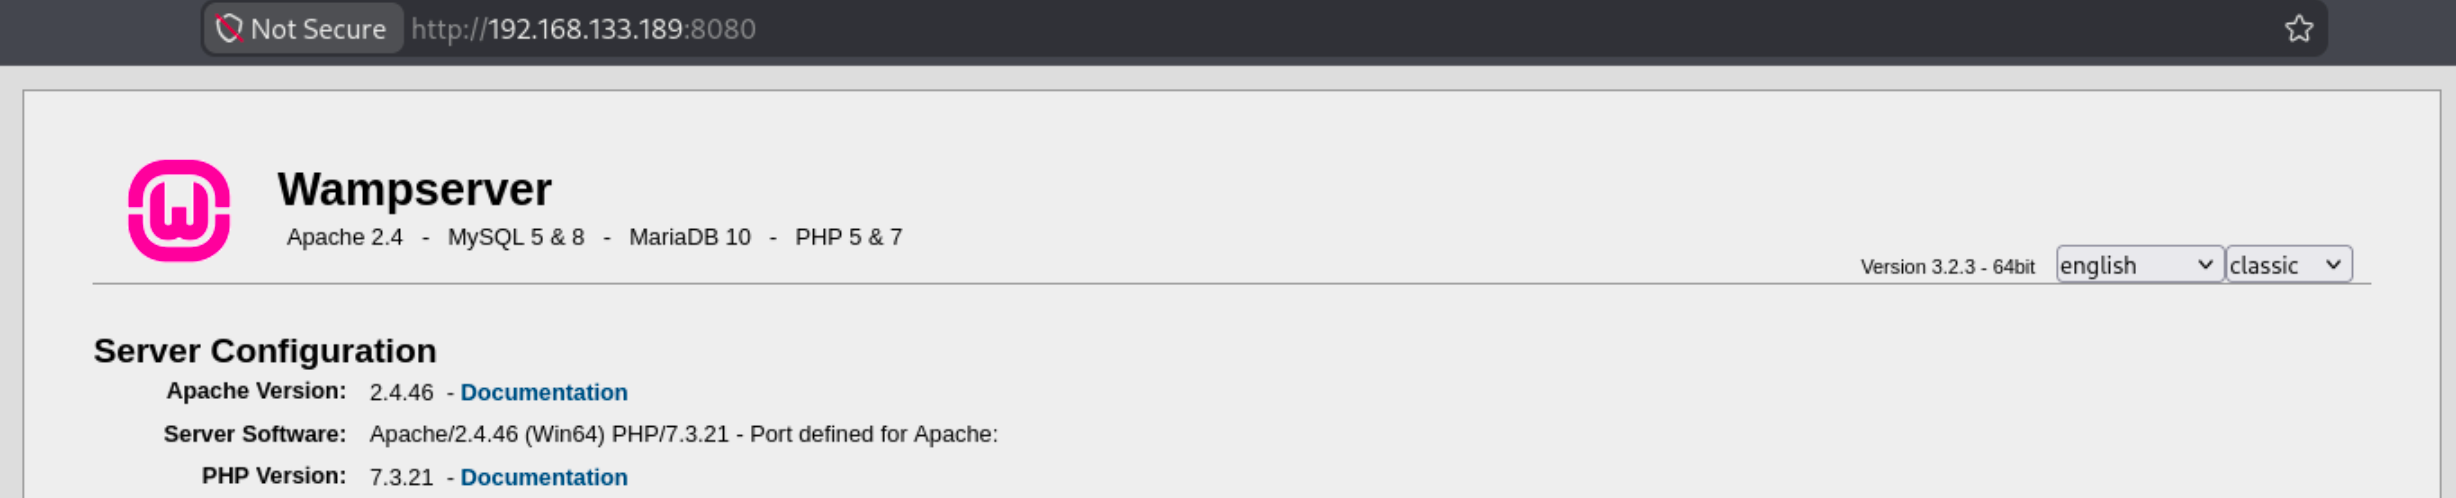 Not Secure http://192.168.133.189:8080
Wampserver
Apache 2.4 - MySQL 5 & 8 - MariaDB 10 - PHP 5 & 7
Version 3.2.3 - 64bit english classic
Server Configuration
Apache Version: 2.4.46 - Documentation
Server Software: Apache/2.4.46 (Win64) PHP/7.3.21 - Port defined for Apache:
PHP Version: 7.3.21 - Documentation